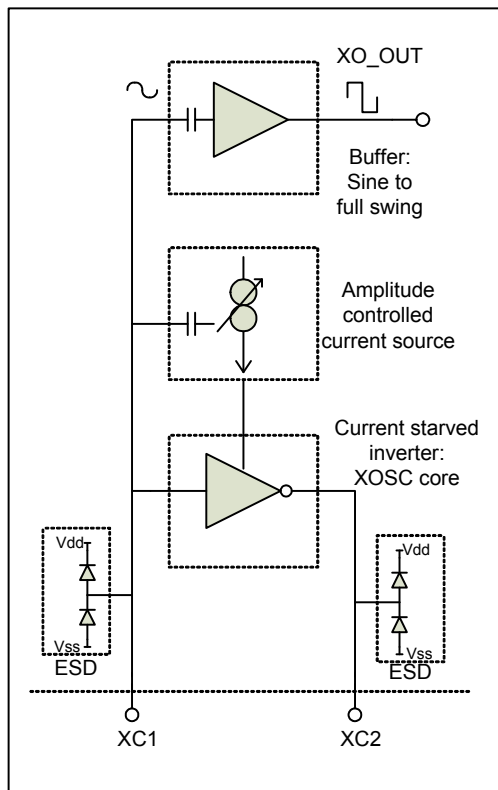 XO_OUT
Buffer:
Sine to
full swing
Amplitude
controlled
current source
Current starved
inverter:
XOSC core
Vdd
Vss
ESD
Vdd
Vss
ESD
XC1
XC2